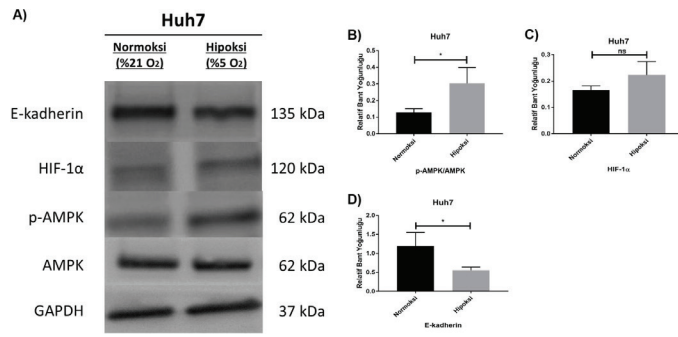 A)
Huh7
Normoksi Hipoksi
(%21 O2) (%5 O2)
E-kadherin 135 kDa
HIF-1α 120 kDa
p-AMPK 62 kDa
AMPK 62 kDa
GAPDH 37 kDa
B)
Huh7
*
Relatif Bant Yoğunluğu
0.5
0.4
0.3
0.2
0.1
0.0
Normoksi
Hipoksi
p-AMPK/AMPK
C)
Huh7
ns
Relatif Bant Yoğunluğu
0.3
0.2
0.1
0.0
Normoksi
Hipoksi
HIF-1α
D)
Huh7
*
Relatif Bant Yoğunluğu
2.0
1.5
1.0
0.5
0.0
Normoksi
Hipoksi
E-kadherin